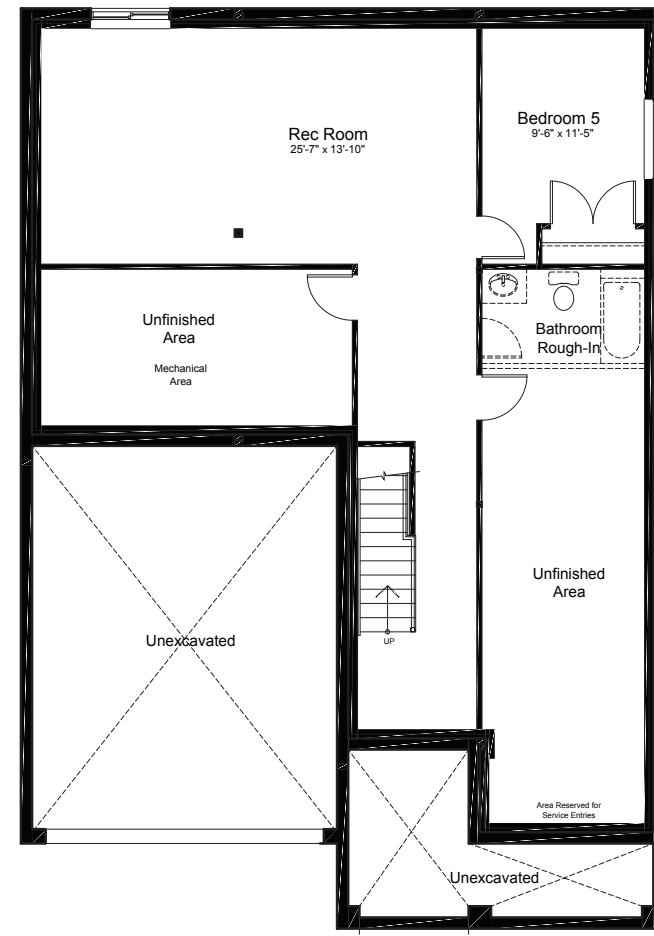 Rec Room
25'-7" x 13'-10"
Bedroom 5
9'-6" x 11'-5"
Unfinished
Area
Mechanical
Area
Bathroom
Rough-In
Unfinished
Area
Unexcavated
UP
Area Reserved for
Service Entries
Unexcavated